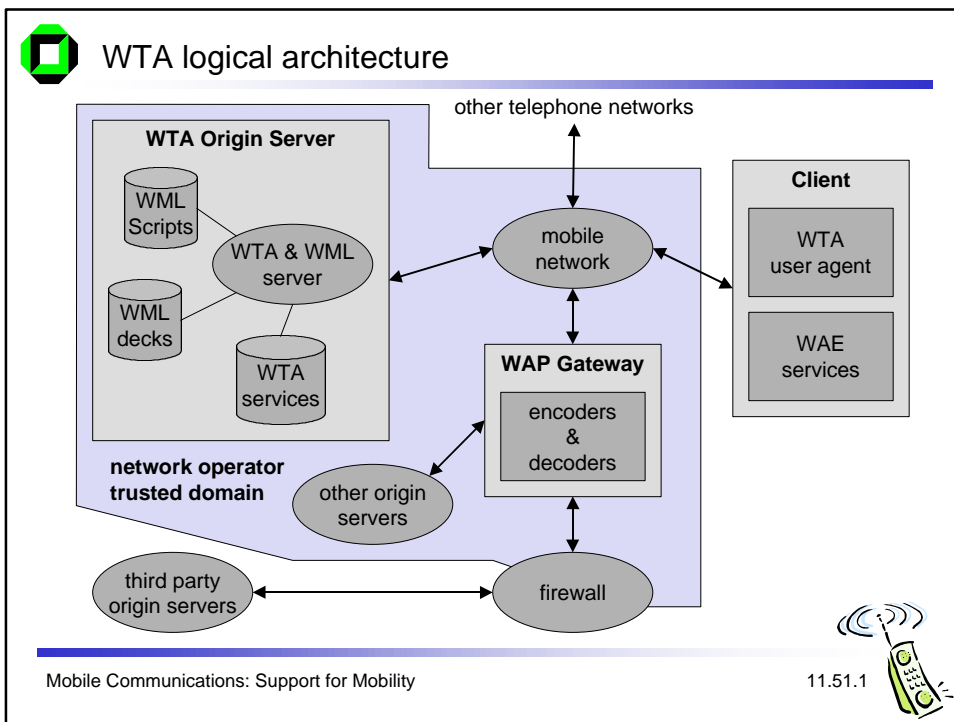 WTA logical architecture
other telephone networks
WTA Origin Server
WML
Scripts
WTA & WML
server
WML
decks
WTA
services
mobile
network
Client
WTA
user agent
WAE
services
WAP Gateway
encoders
&
decoders
network operator
trusted domain
other origin
servers
third party
origin servers
firewall
Mobile Communications: Support for Mobility
11.51.1